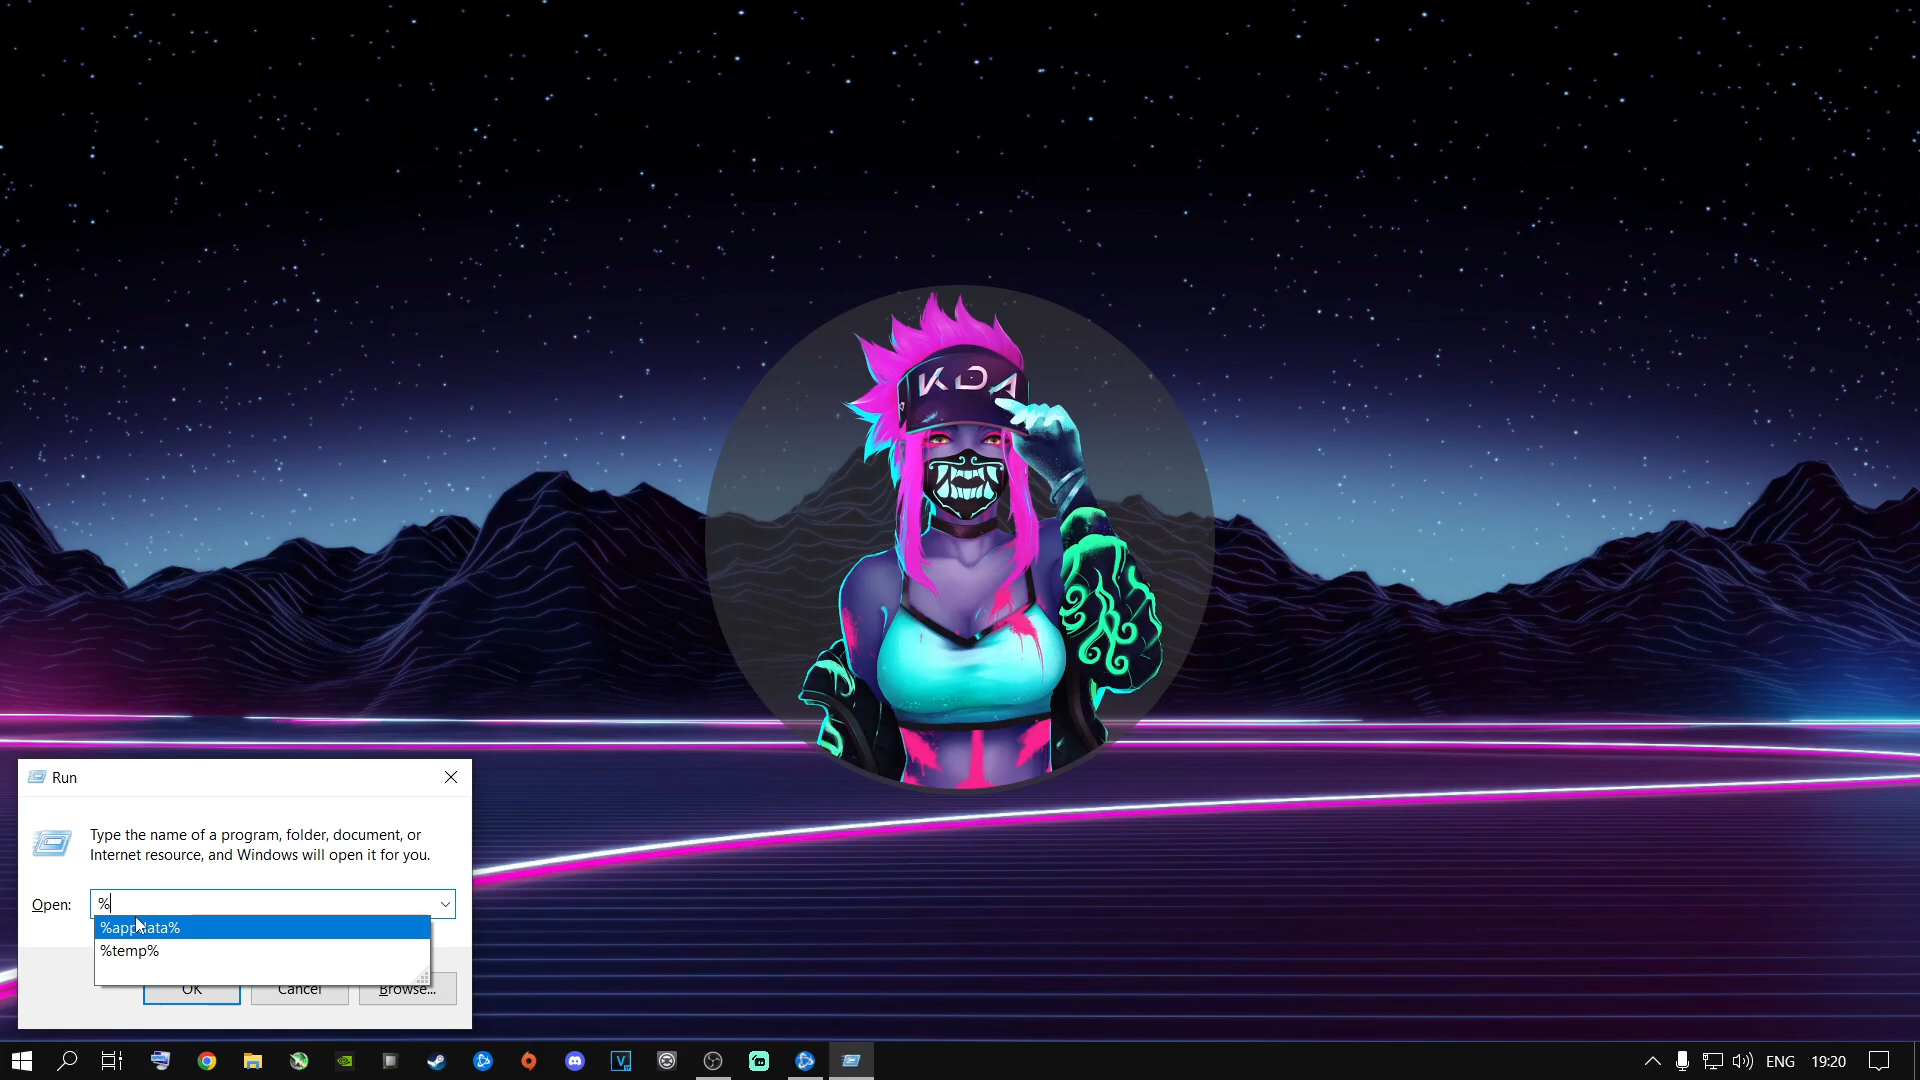 KDA
Run
Type the name of a program, folder, document, or
Internet resource, and Windows will open it for you.
Open: %
%appdata%
%temp%
OK Cancel Browse...
V
ENG 19:20